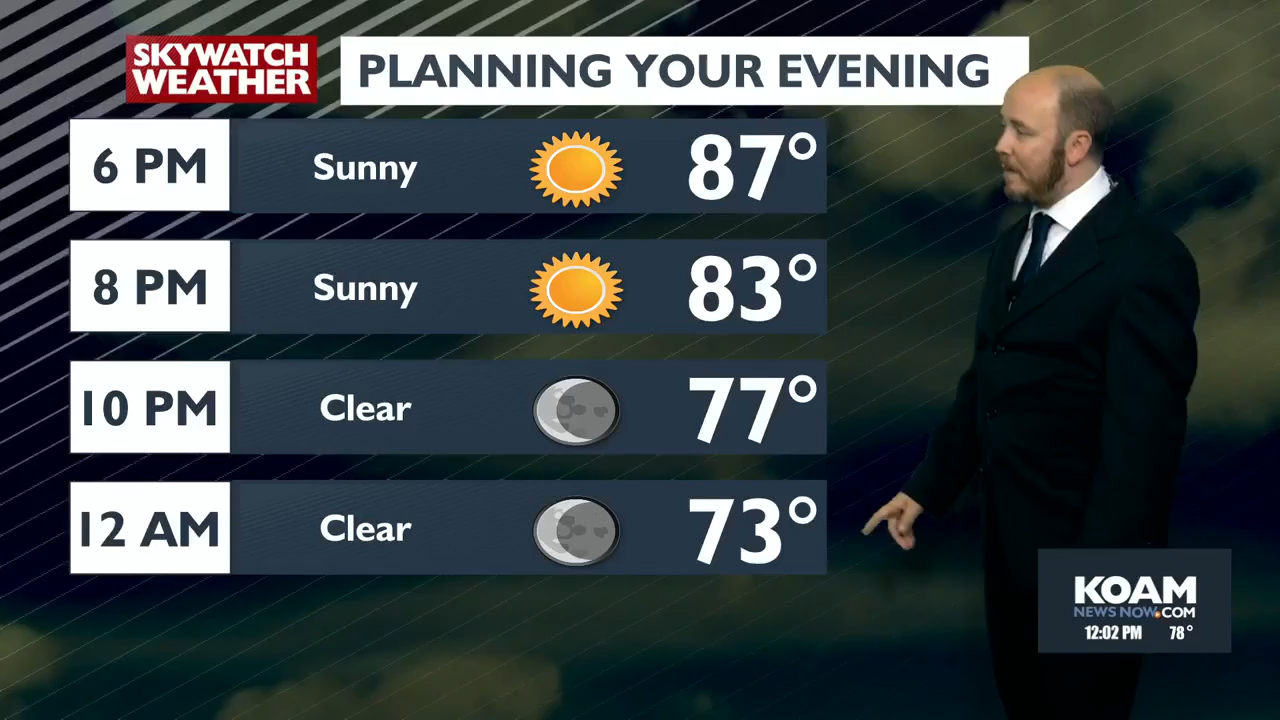 SKYWATCH
WEATHER
PLANNING YOUR EVENING
6 PM Sunny 87°
8 PM Sunny 83°
10 PM Clear 77°
12 AM Clear 73°
KOAM
NEWS NOW.COM
12:02 PM 78°